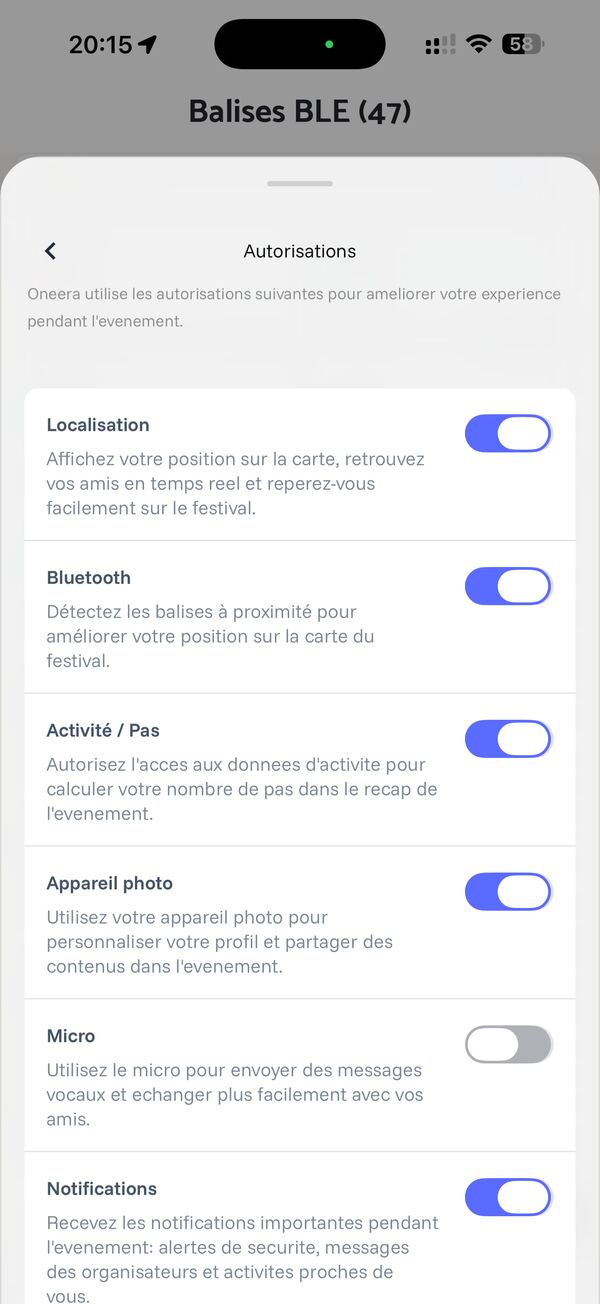 20:15
58
Balises BLE (47)
Autorisations
Oneera utilise les autorisations suivantes pour ameliorer votre experience
pendant l'evenement.
Localisation
Affichez votre position sur la carte, retrouvez
vos amis en temps reel et reperez-vous
facilement sur le festival.
Bluetooth
Détectez les balises à proximité pour
améliorer votre position sur la carte du
festival.
Activité / Pas
Autorisez l'acces aux donnees d'activite pour
calculer votre nombre de pas dans le recap de
l'evenement.
Appareil photo
Utilisez votre appareil photo pour
personnaliser votre profil et partager des
contenus dans l'evenement.
Micro
Utilisez le micro pour envoyer des messages
vocaux et echanger plus facilement avec vos
amis.
Notifications
Recevez les notifications importantes pendant
l'evenement: alertes de securite, messages
des organisateurs et activites proches de
vous.